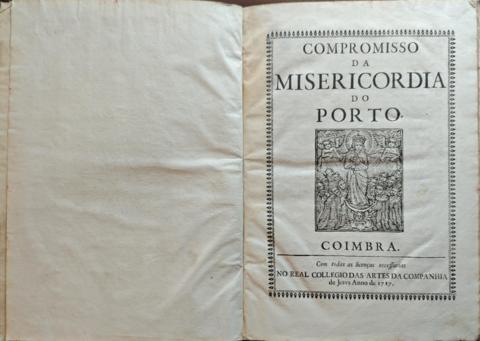 COMPROMISSO
DA
MISERICORDIA
DO
PORTO.
COIMBRA.
Com todas as licenças necessarias
NO REAL COLLEGIO DAS ARTES DA COMPANHIA
de Jesus Anno de 1717.